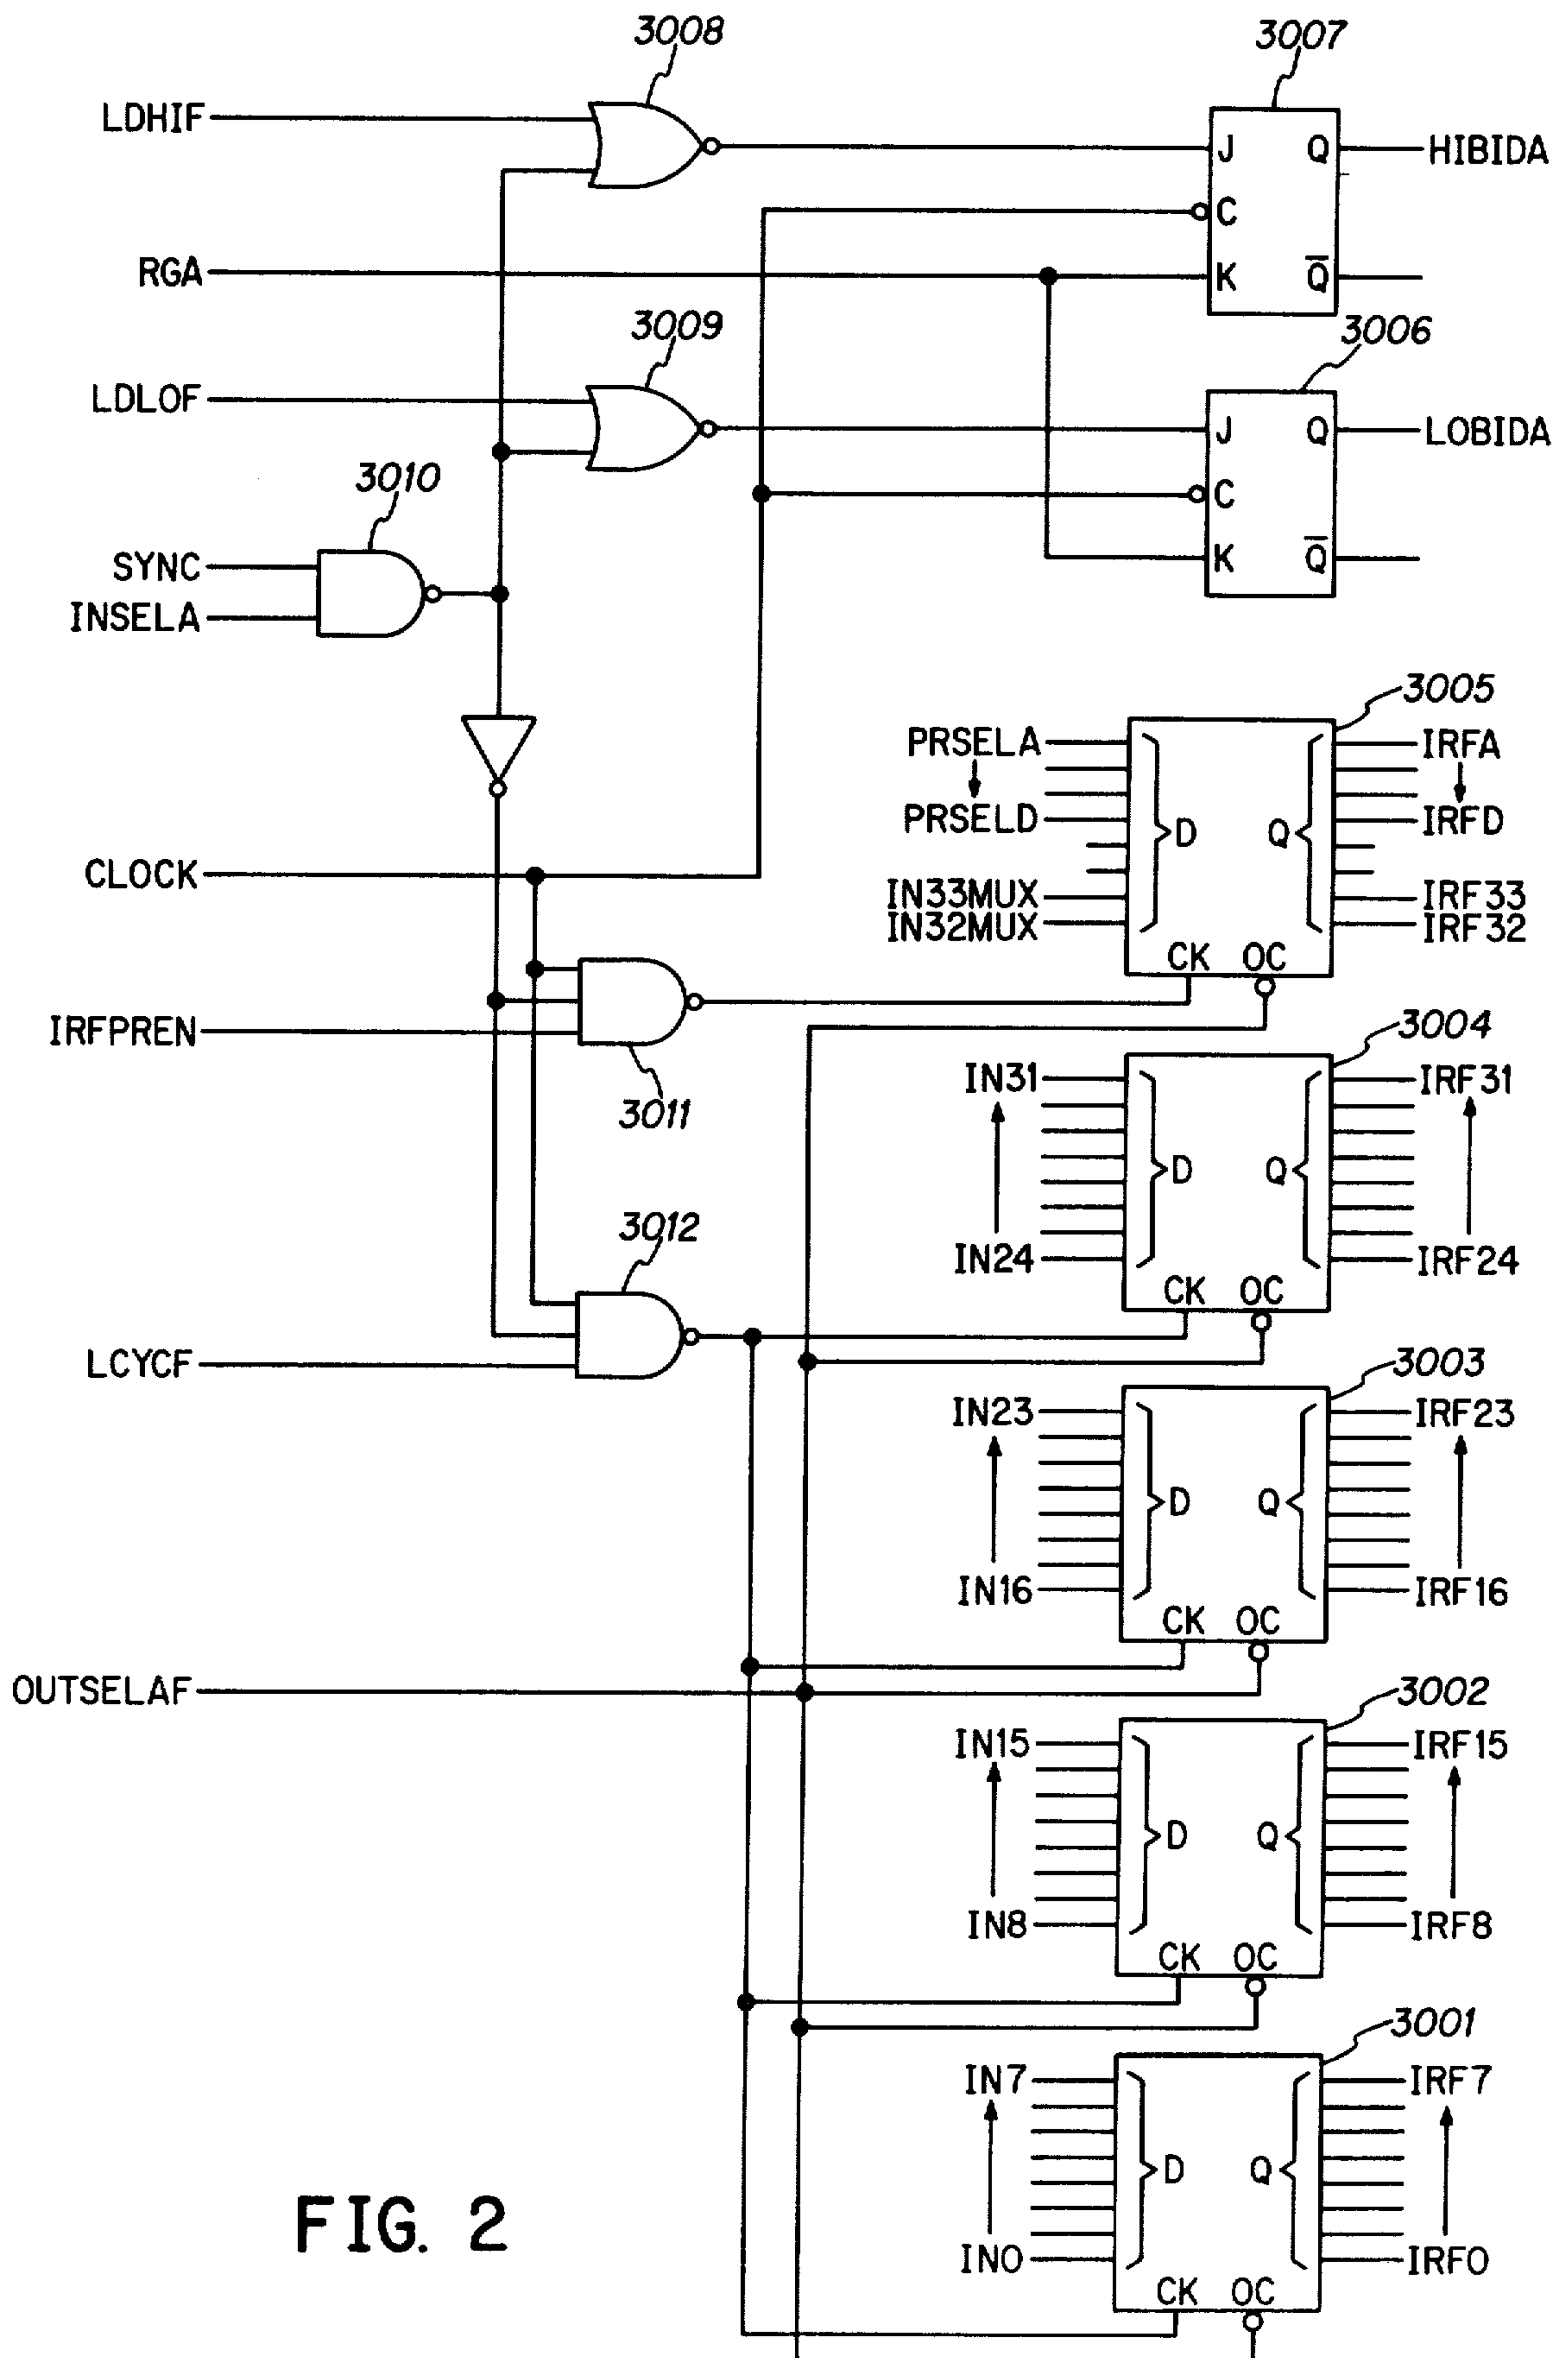 3008
3007
LDHIF
J Q HIBIDA
C
RGA
K Q
3009
3006
LDLOF
J Q LOBIDA
3010
C
SYNC
K Q
INSELA
3005
PRSELA IRFA
PRSELD D Q IRFD
CLOCK
IN33MUX IRF33
IN32MUX IRF32
CK OC
IRFPREN
3004
IN31 IRF31
3011
D Q
3012
IN24 IRF24
CK OC
LCYCF
3003
IN23 IRF23
D Q
IN16 IRF16
CK OC
OUTSELAF
3002
IN15 IRF15
D Q
IN8 IRF8
CK OC
3001
IN7 IRF7
D Q
FIG. 2
IN0 IRF0
CK OC